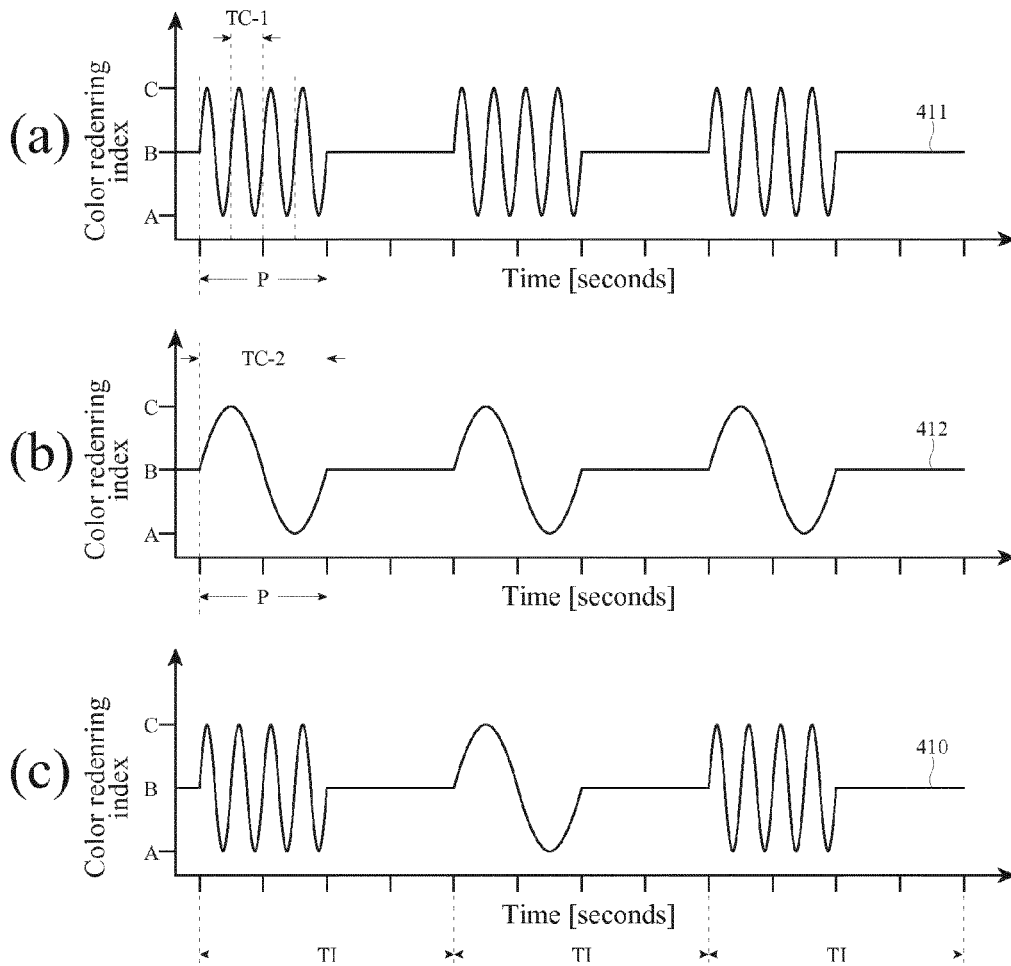 (a)
Color redenring
index
TC-1
C
B
A
411
P
Time [seconds]
(b)
Color redenring
index
TC-2
C
B
A
412
P
Time [seconds]
(c)
Color redenring
index
C
B
A
410
Time [seconds]
TI
TI
TI